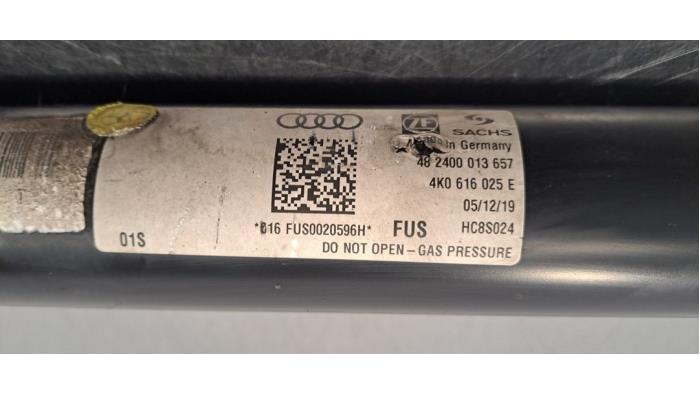 ZF
SACHS
in Germany
48 2400 013 657
4K0 616 025 E
05/12/19
*016 FUS0020596H* FUS HC8S024
01S
DO NOT OPEN - GAS PRESSURE